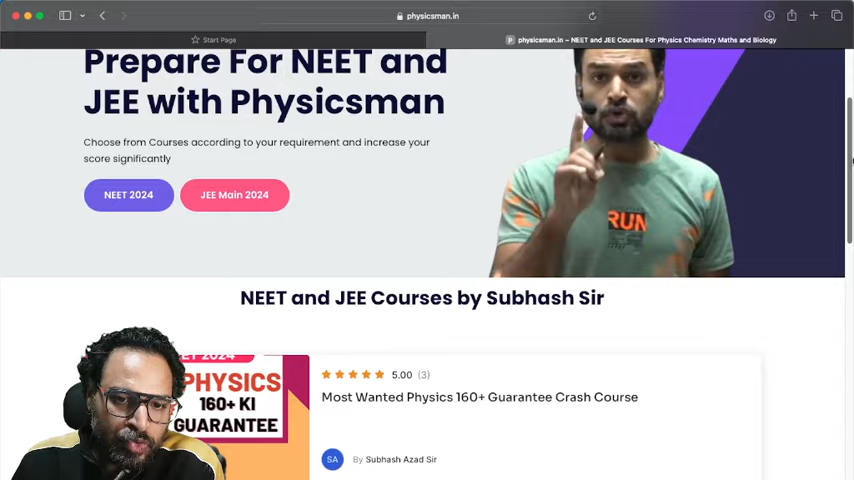 physicsman.in
Start Page
physicsman.in – NEET and JEE Courses For Physics Chemistry Maths and Biology
Prepare For NEET and
JEE with Physicsman
Choose from Courses according to your requirement and increase your
score significantly
NEET 2024
JEE Main 2024
RUN
NEET and JEE Courses by Subhash Sir
2024
PHYSICS
160+ KI
GUARANTEE
5.00 (3)
Most Wanted Physics 160+ Guarantee Crash Course
SA
By Subhash Azad Sir